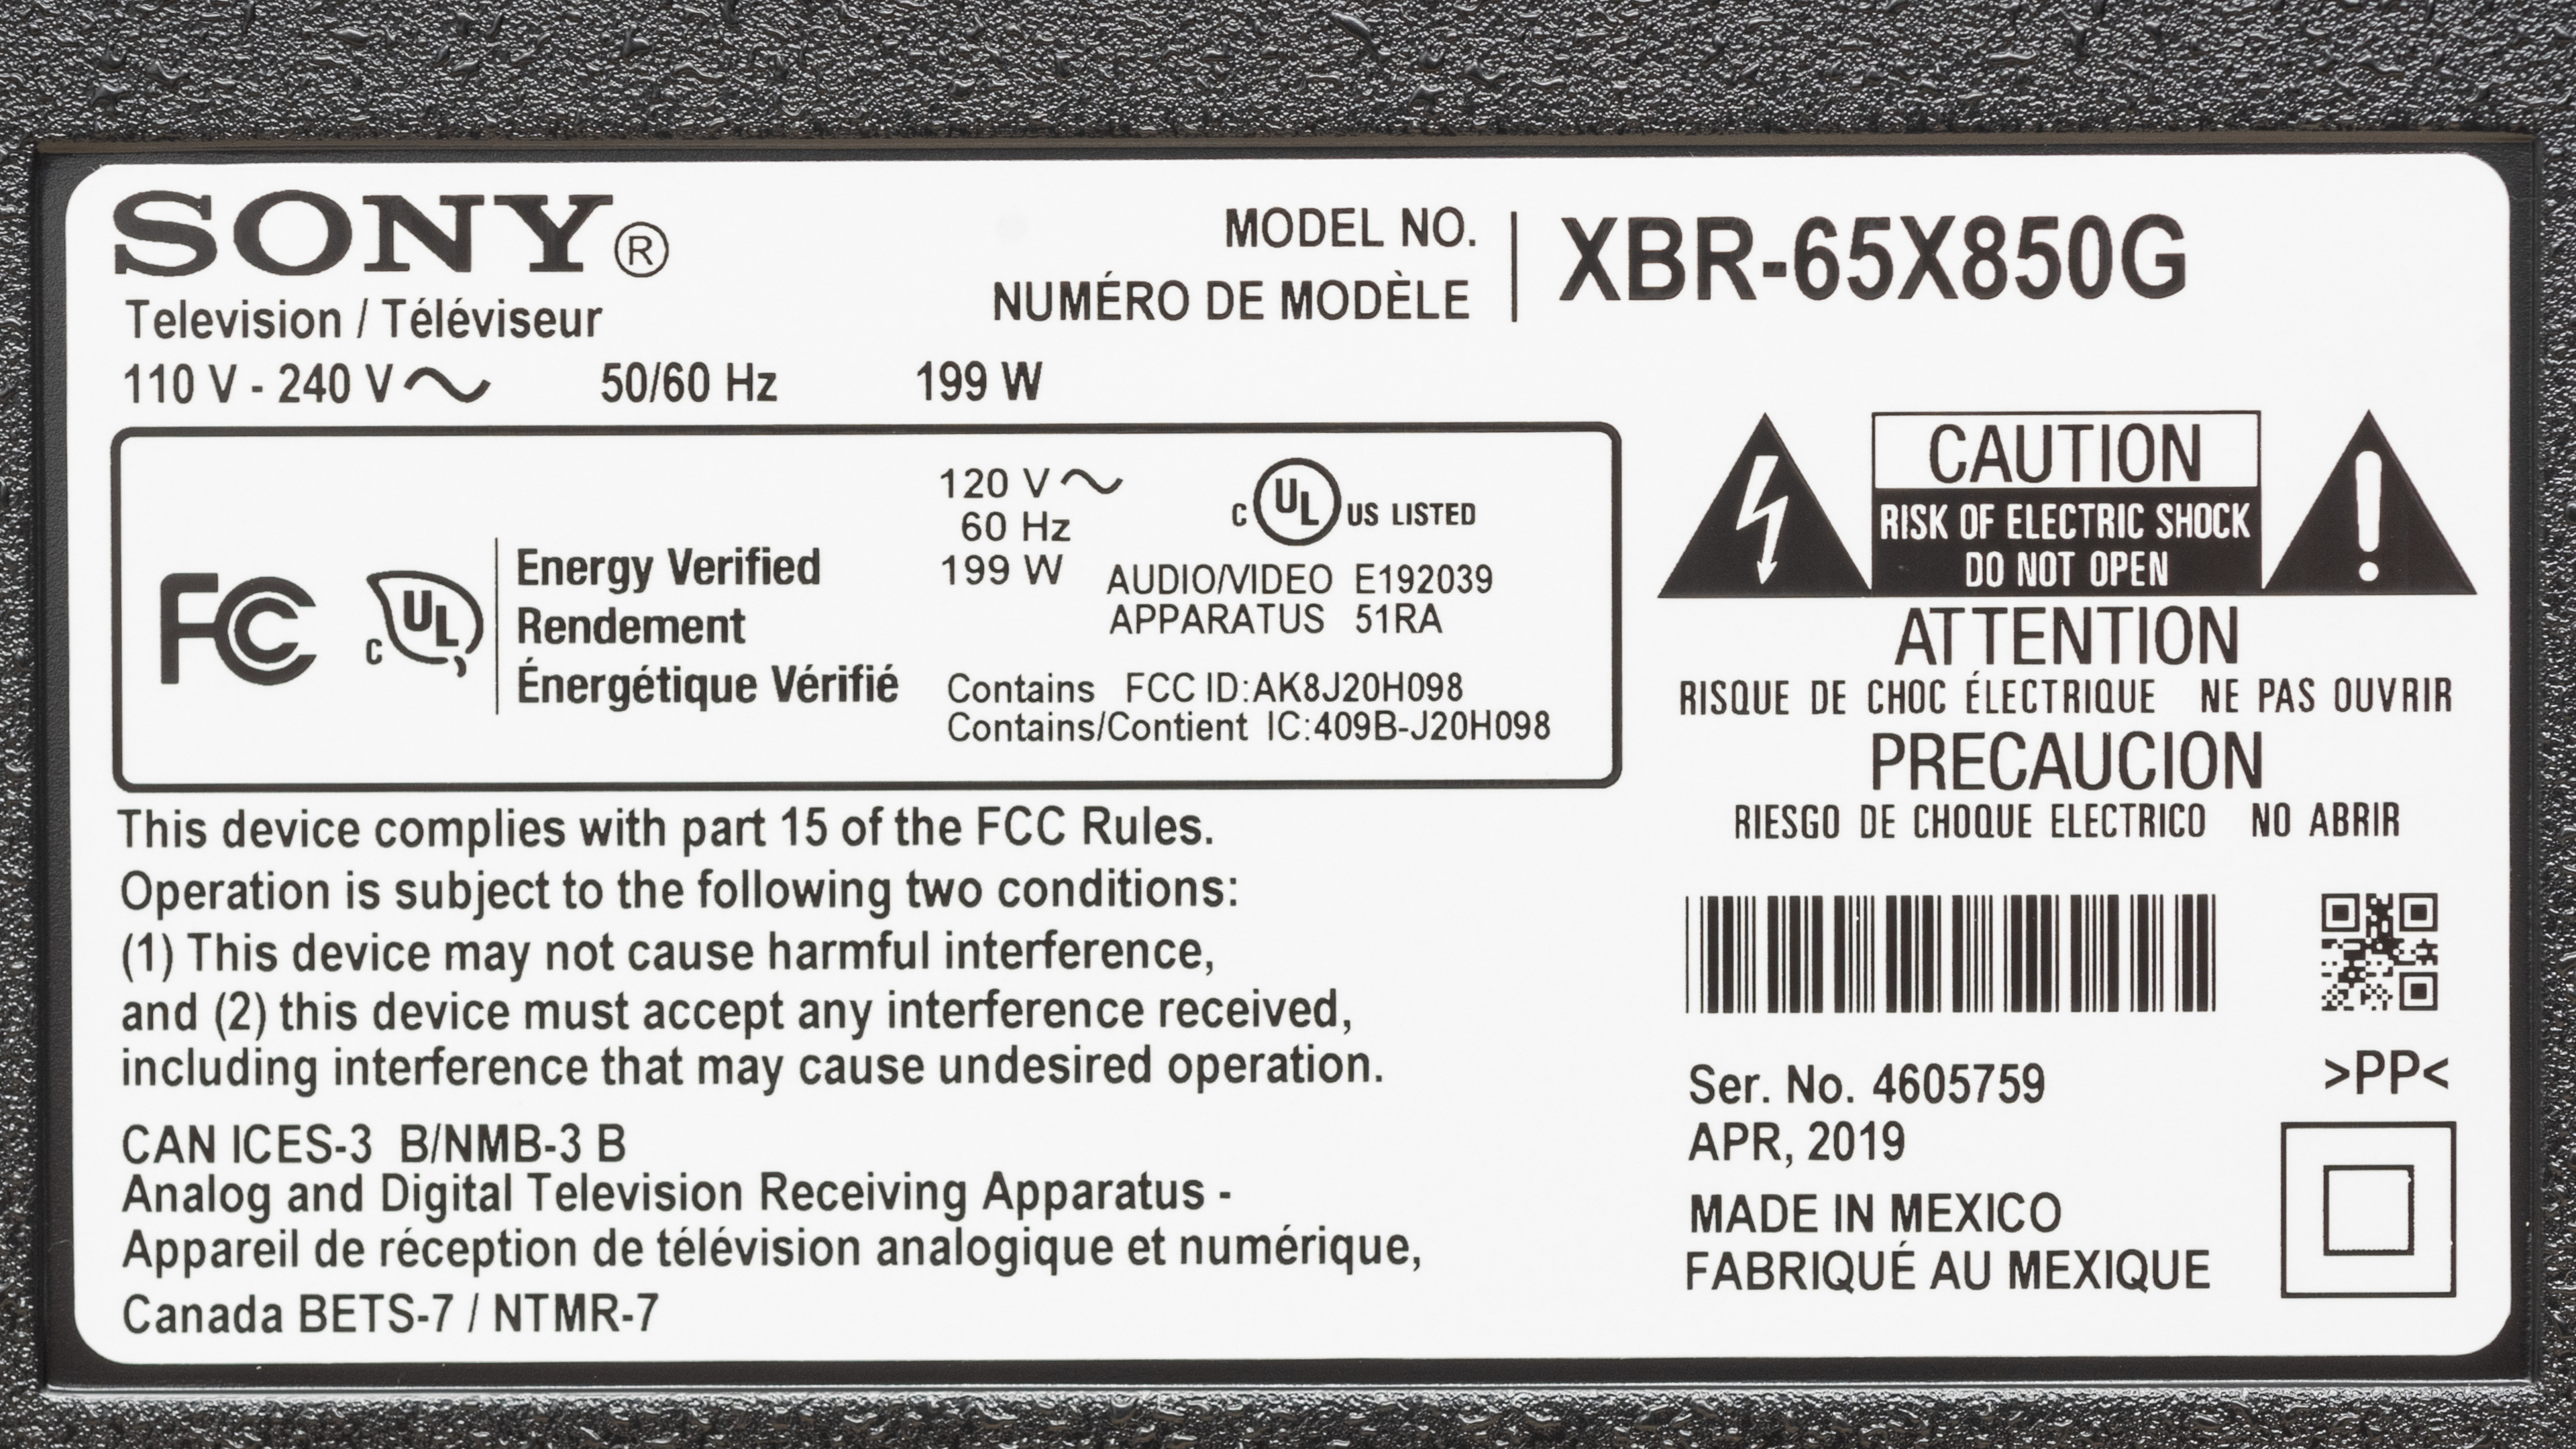 SONY®
Television / Téléviseur
110 V - 240 V~ 50/60 Hz 199 W
MODEL NO.
NUMÉRO DE MODÈLE
XBR-65X850G
FC
C UL
Energy Verified
Rendement
Énergétique Vérifié
120 V~
60 Hz
199 W
C UL US LISTED
AUDIO/VIDEO E192039
APPARATUS 51RA
Contains FCC ID:AK8J20H098
Contains/Contient IC:409B-J20H098
CAUTION
RISK OF ELECTRIC SHOCK
DO NOT OPEN
ATTENTION
RISQUE DE CHOC ÉLECTRIQUE NE PAS OUVRIR
PRECAUCION
RIESGO DE CHOQUE ELECTRICO NO ABRIR
This device complies with part 15 of the FCC Rules.
Operation is subject to the following two conditions:
(1) This device may not cause harmful interference,
and (2) this device must accept any interference received,
including interference that may cause undesired operation.
CAN ICES-3 B/NMB-3 B
Analog and Digital Television Receiving Apparatus -
Appareil de réception de télévision analogique et numérique,
Canada BETS-7 / NTMR-7
Ser. No. 4605759
APR, 2019
MADE IN MEXICO
FABRIQUÉ AU MEXIQUE
>PP<